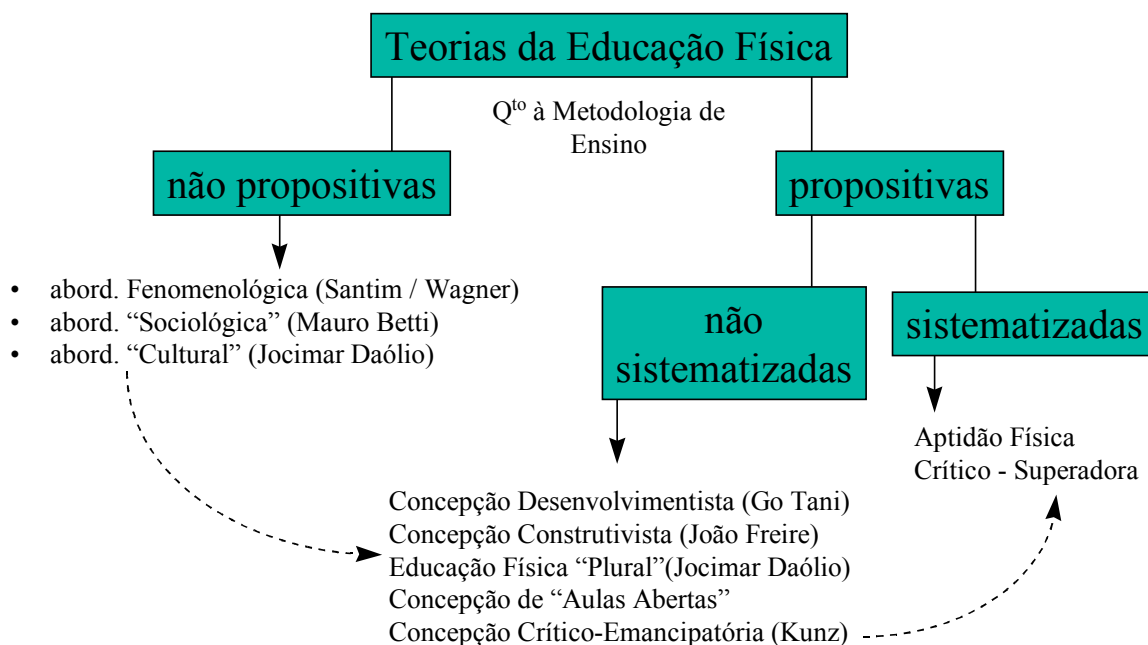 Teorias da Educação Física
Qto à Metodologia de
Ensino
não propositivas
propositivas
• abord. Fenomenológica (Santim / Wagner)
• abord. “Sociológica” (Mauro Betti)
• abord. “Cultural” (Jocimar Daólio)
não
sistematizadas
sistematizadas
Aptidão Física
Crítico - Superadora
Concepção Desenvolvimentista (Go Tani)
Concepção Construtivista (João Freire)
Educação Física “Plural”(Jocimar Daólio)
Concepção de “Aulas Abertas”
Concepção Crítico-Emancipatória (Kunz)